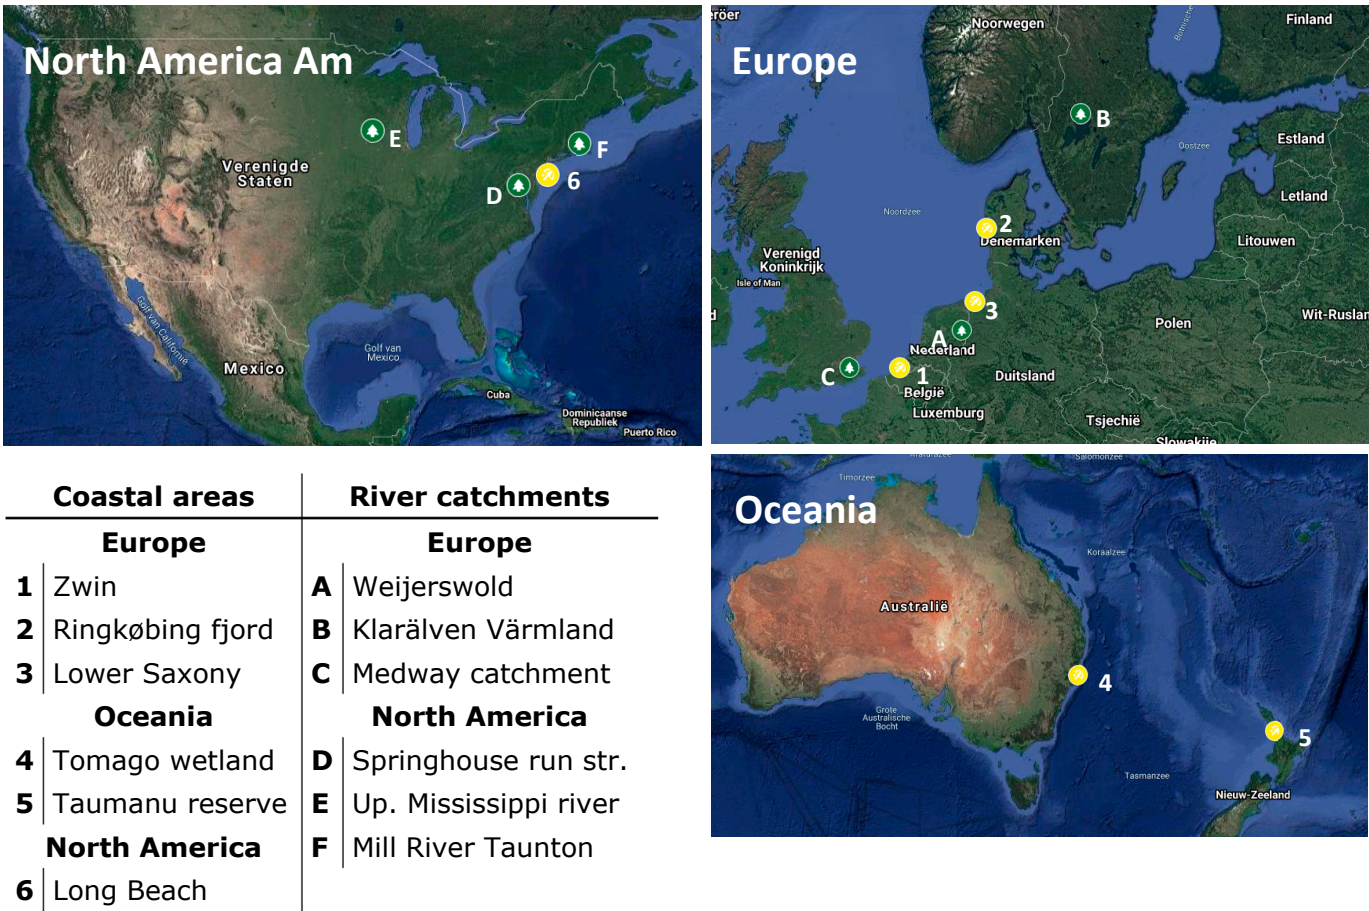 North America Am
Verenigde
Staten
E
F
D
6
Golf van Californië
Golf van
Mexico
Mexico
Cuba
Dominicaanse
Republiek
Puerto Rico
Europe
Noorwegen
Finland
B
Estland
Oostzee
Letland
Noordzee
2
Denemarken
Litouwen
Verenigd
Koninkrijk
Isle of Man
3
Wit-Ruslar
Polen
A
Nederland
C
1
Duitsland
België
Luxemburg
Tsjechië
Slowakije
Oceania
Timorzee
Salomonzee
Koraalzee
Australië
4
Grote
Australische
Bocht
5
Tasmanzee
Nieuw-Zeeland
Coastal areas River catchments
Europe Europe
1 Zwin A Weijerswold
2 Ringkøbing fjord B Klarälven Värmland
3 Lower Saxony C Medway catchment
Oceania North America
4 Tomago wetland D Springhouse run str.
5 Taumanu reserve E Up. Mississippi river
North America F Mill River Taunton
6 Long Beach